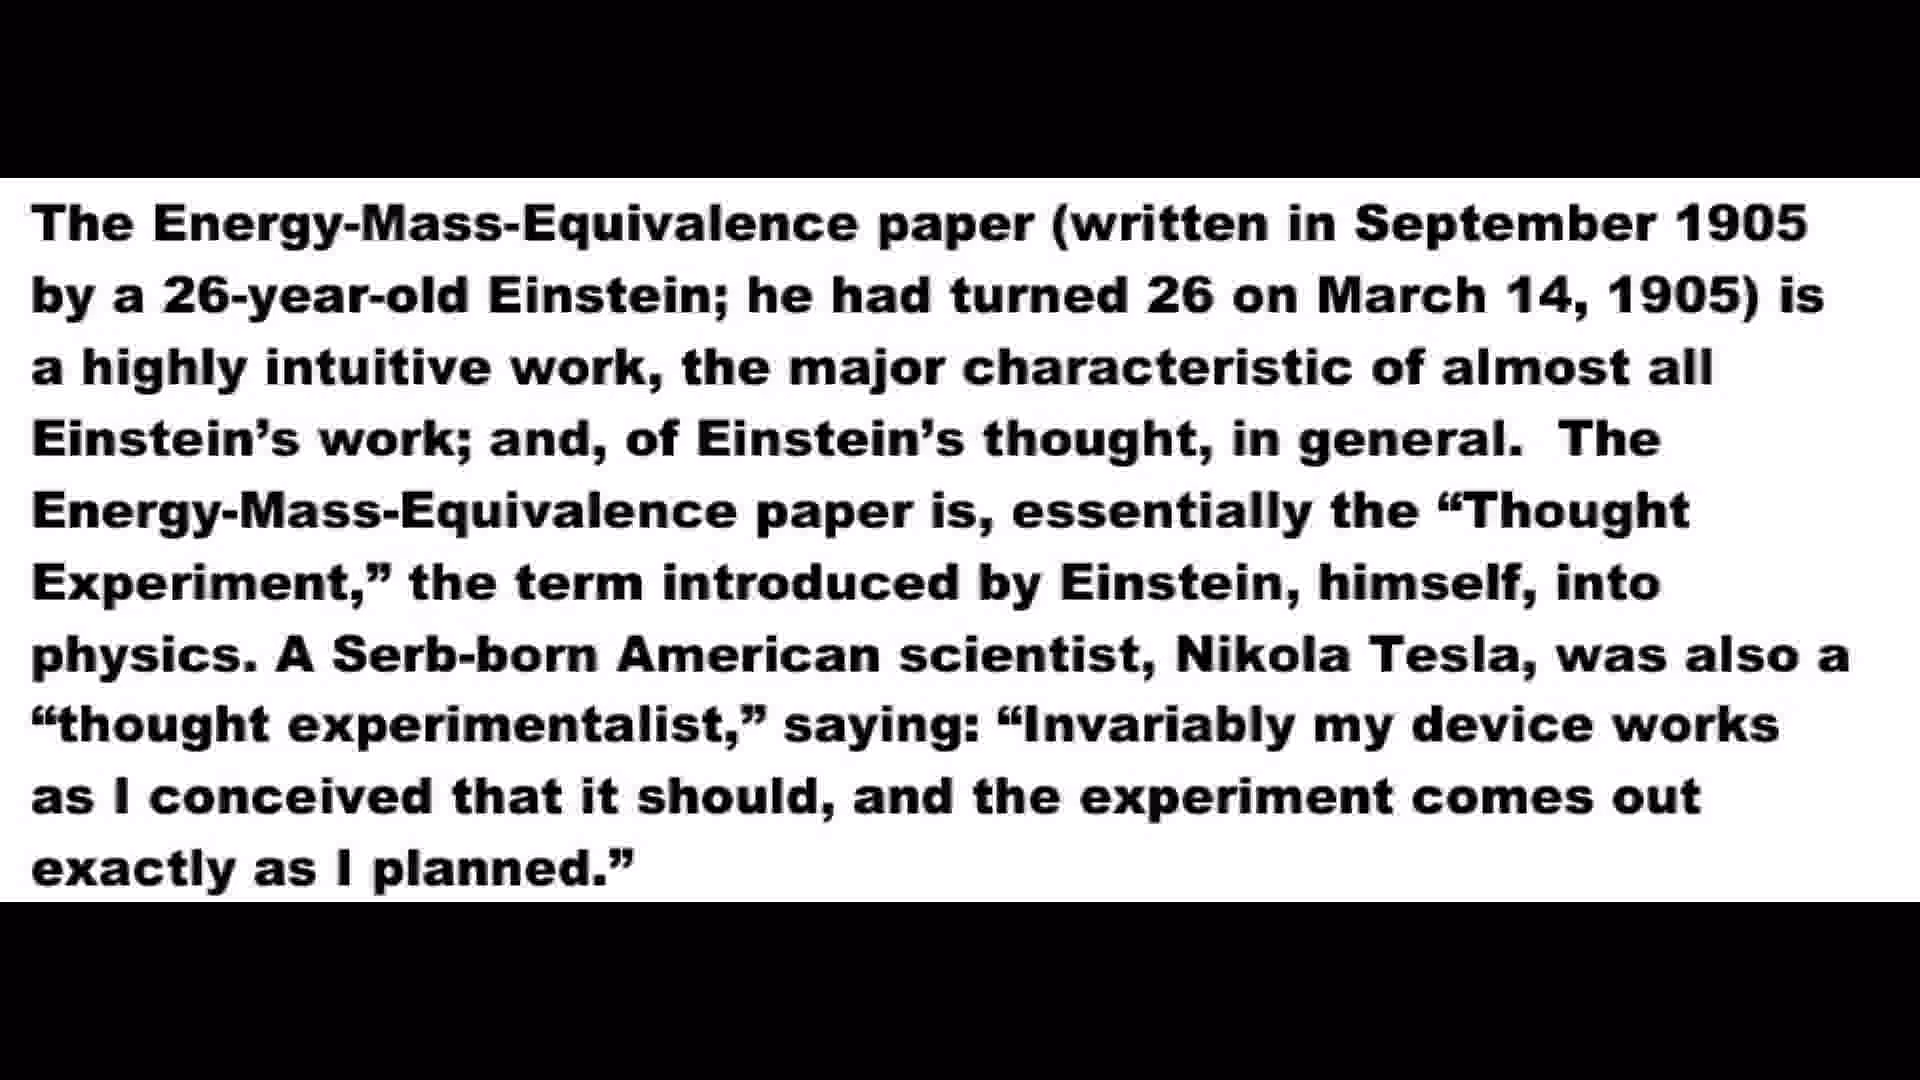 The Energy-Mass-Equivalence paper (written in September 1905
by a 26-year-old Einstein; he had turned 26 on March 14, 1905) is
a highly intuitive work, the major characteristic of almost all
Einstein’s work; and, of Einstein’s thought, in general.  The
Energy-Mass-Equivalence paper is, essentially the “Thought
Experiment,” the term introduced by Einstein, himself, into
physics. A Serb-born American scientist, Nikola Tesla, was also a
“thought experimentalist,” saying: “Invariably my device works
as I conceived that it should, and the experiment comes out
exactly as I planned.”